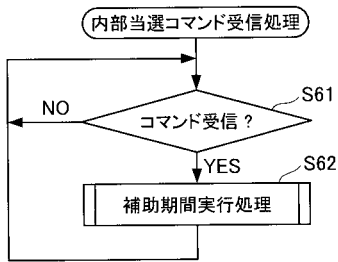 内部当選コマンド受信処理
S61
コマンド受信?
NO
YES
S62
補助期間実行処理